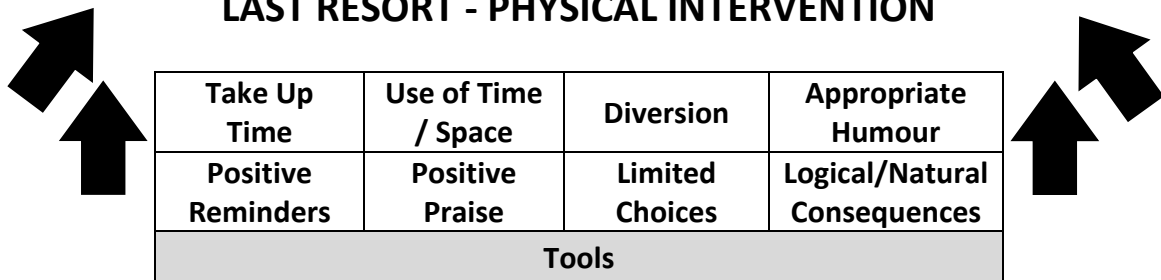 LAST RESORT - PHYSICAL INTERVENTION
Take Up Time
Use of Time / Space
Diversion
Appropriate Humour
Positive Reminders
Positive Praise
Limited Choices
Logical/Natural Consequences
Tools